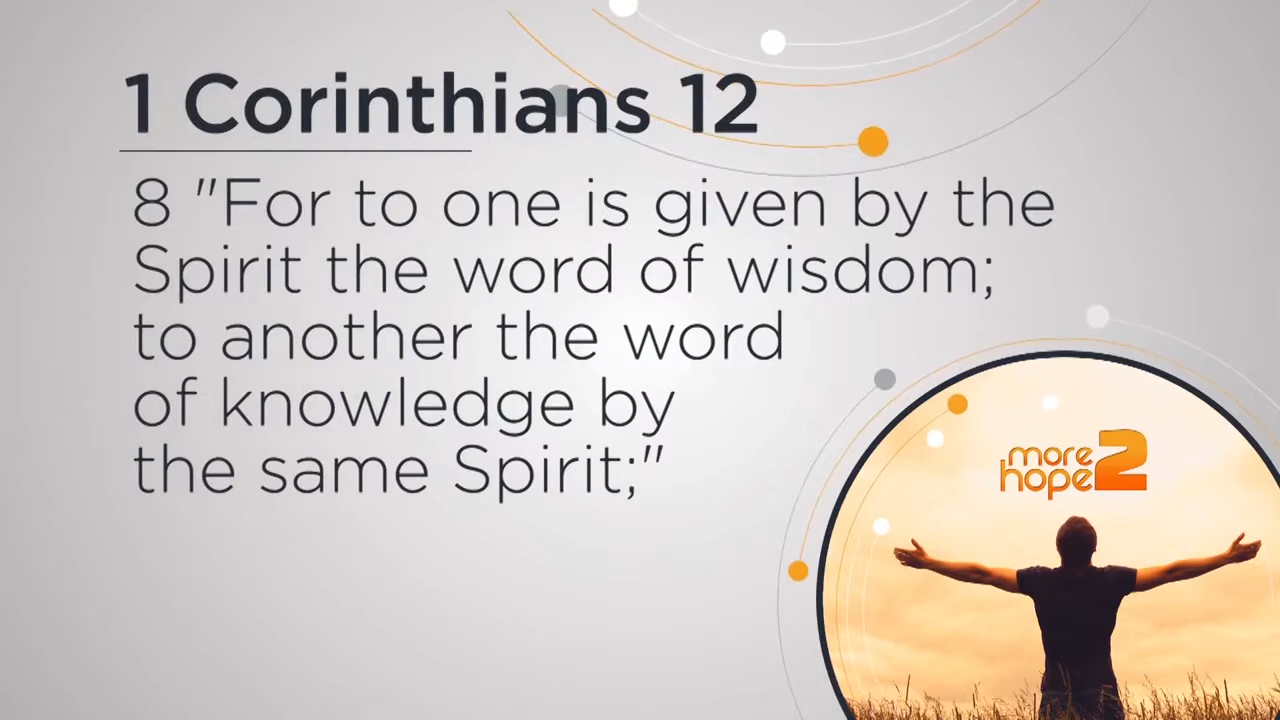 1 Corinthians 12
8 "For to one is given by the
Spirit the word of wisdom;
to another the word
of knowledge by
the same Spirit;"
more
hope2